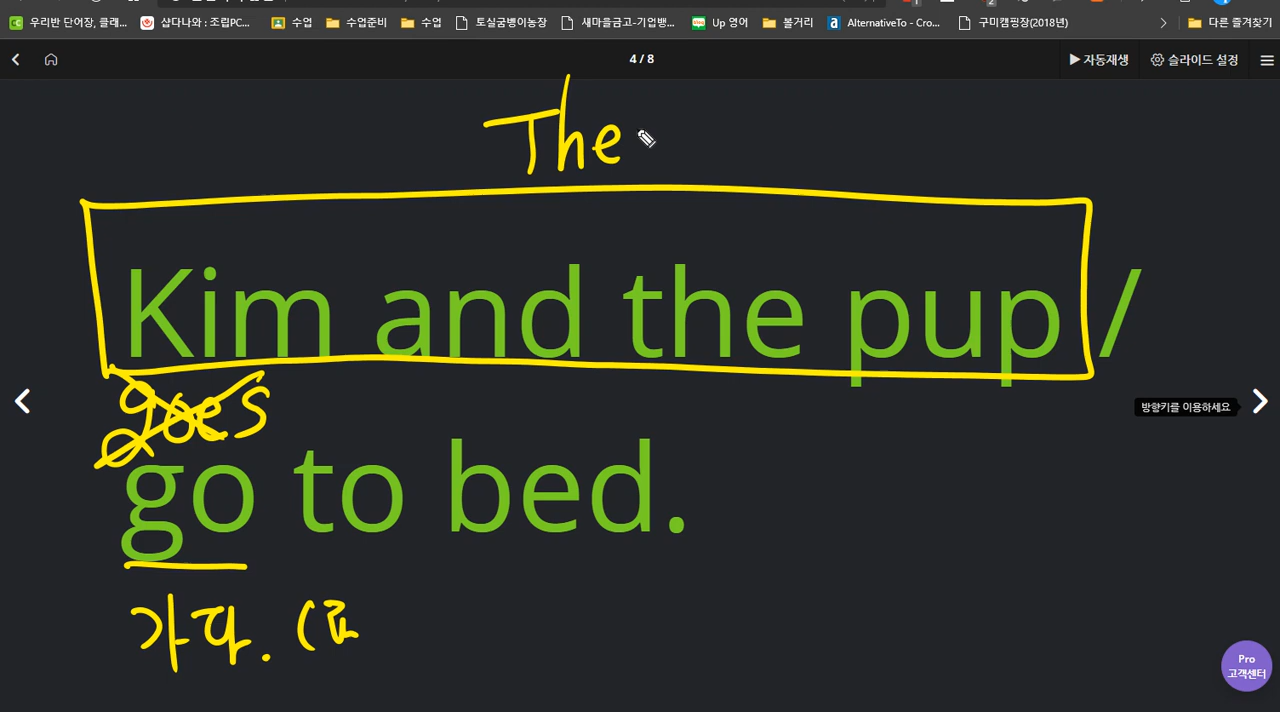 우리반 단어장, 클래...
샵다나와 : 조립PC...
수업
수업준비
수업
토실굼벵이농장
새마을금고-기업뱅...
Up 영어
볼거리
AlternativeTo - Cro...
구미캠핑장(2018년)
다른 즐겨찾기
4 / 8
자동재생
슬라이드 설정
The
Kim and the pup /
goes
go to bed.
방향키를 이용하세요
가다.
Pro
고객센터